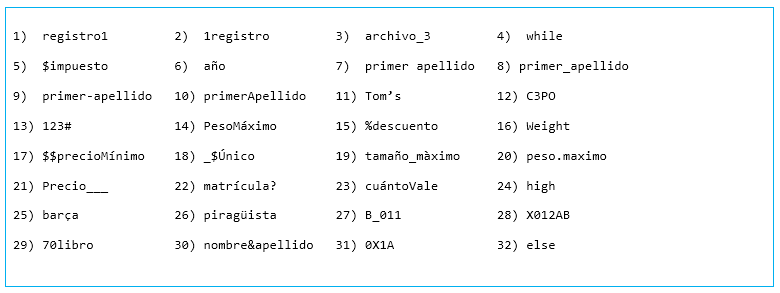 1) registro1 2) 1registro 3) archivo_3 4) while
5) $impuesto 6) año 7) primer apellido 8) primer_apellido
9) primer-apellido 10) primerApellido 11) Tom’s 12) C3PO
13) 123# 14) PesoMáximo 15) %descuento 16) Weight
17) $$precioMínimo 18) _$Único 19) tamaño_màximo 20) peso.maximo
21) Precio___ 22) matrícula? 23) cuántoVale 24) high
25) barça 26) piragüista 27) B_011 28) X012AB
29) 70libro 30) nombre&apellido 31) 0X1A 32) else